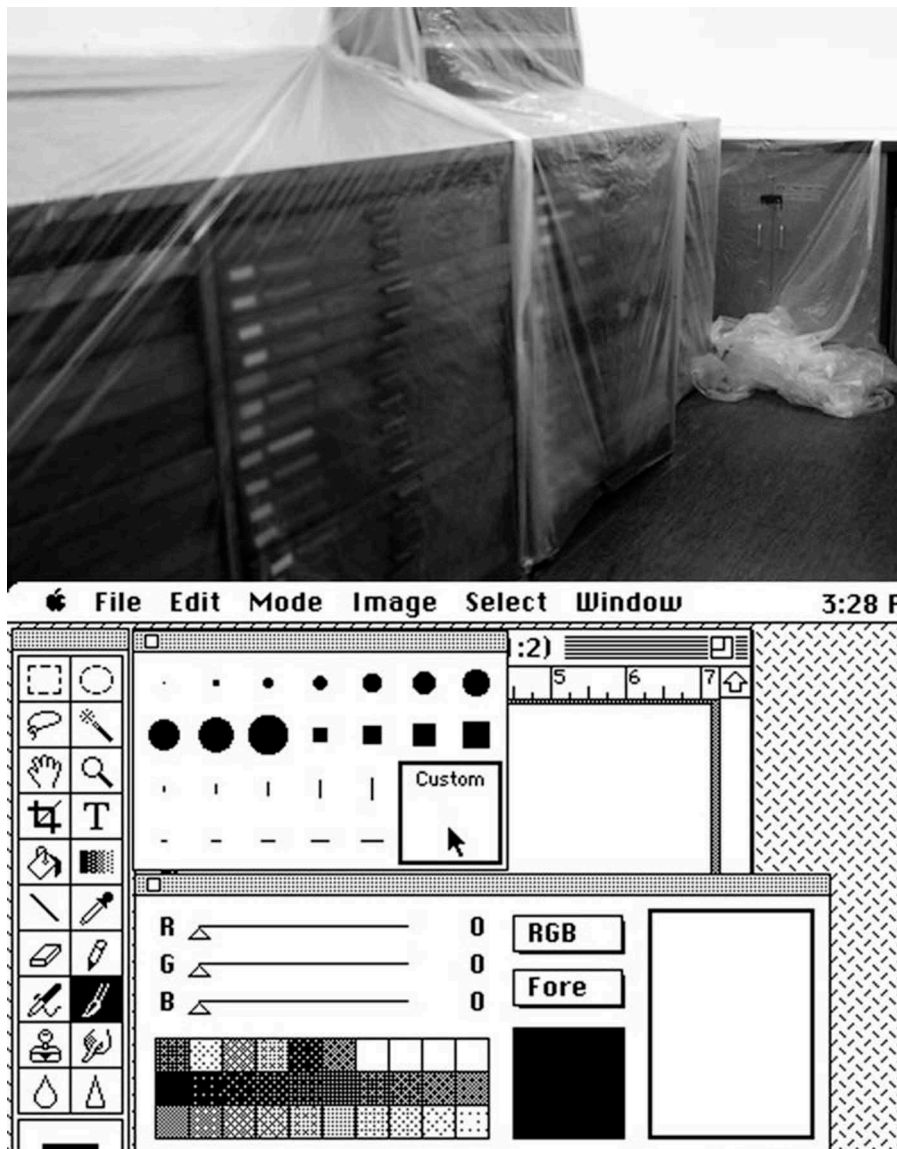 File Edit Mode Image Select Window 3:28
:2)
5 6 7
T
Custom
R 0 RGB
G 0
B 0 Fore